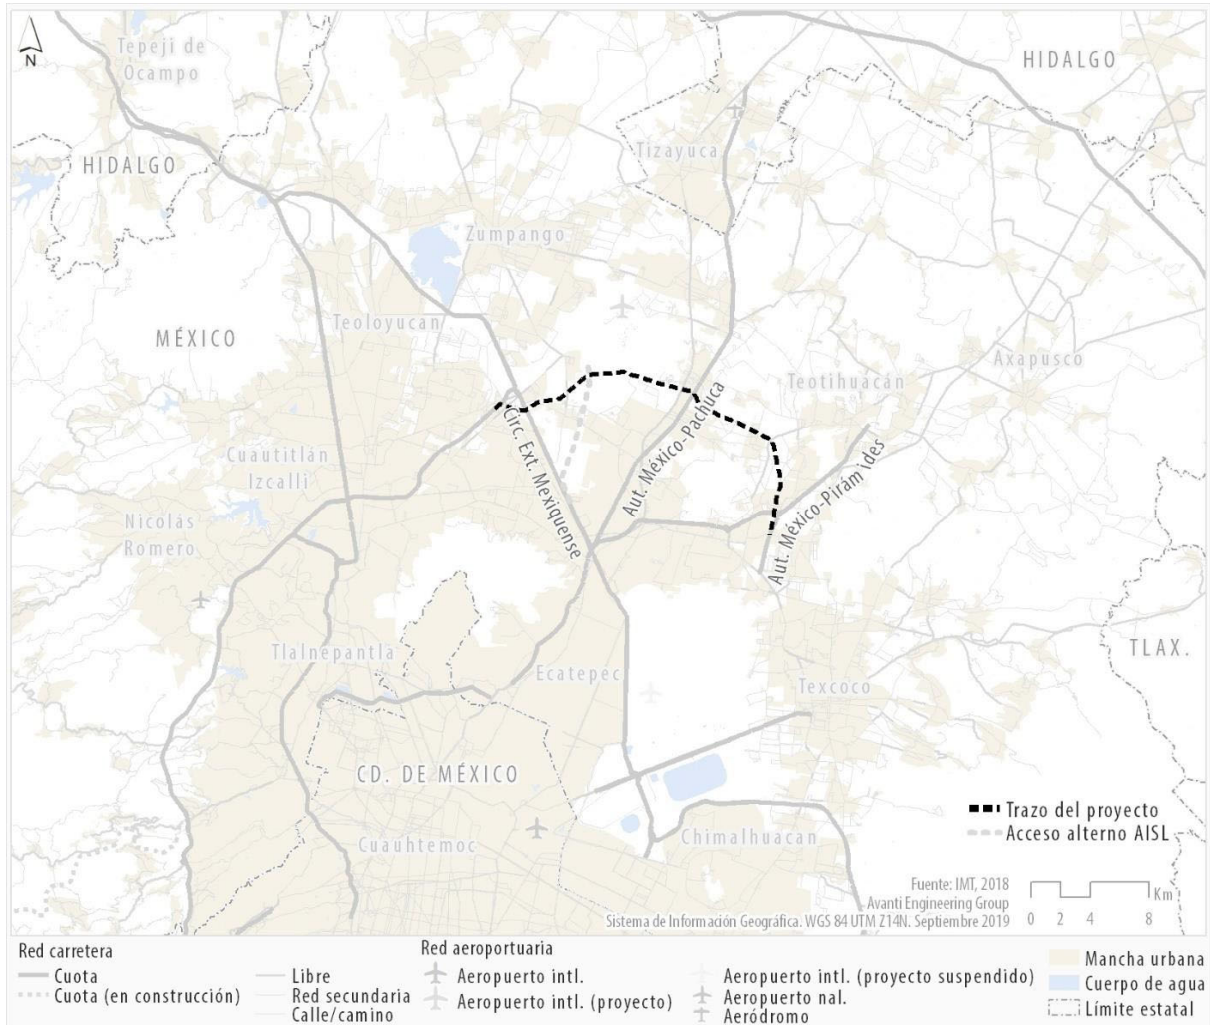 N
Tepeji de
Ocampo
HIDALGO
HIDALGO
Tizayuca
Zumpango
Teoloyucan
MÉXICO
Axapusco
Teotihuacán
Circ. Ext. Mexiquense
Aut. México-Pachuca
Aut. México-Pirám ides
Cuautitlán
Izcalli
Nicolás
Romero
Tlalnepantla
Ecatepec
Texcoco
TLAX.
CD. DE MÉXICO
Cuauhtemoc
Chimalhuacan
Trazo del proyecto
Acceso alterno AISL
Fuente: IMT, 2018
Avanti Engineering Group
Sistema de Información Geográfica. WGS 84 UTM Z14N. Septiembre 2019
Km
0 2 4 8
Red carretera
Cuota
Cuota (en construcción)
Libre
Red secundaria
Calle/camino
Red aeroportuaria
Aeropuerto intl.
Aeropuerto intl. (proyecto)
Aeropuerto intl. (proyecto suspendido)
Aeropuerto nal.
Aeródromo
Mancha urbana
Cuerpo de agua
Límite estatal